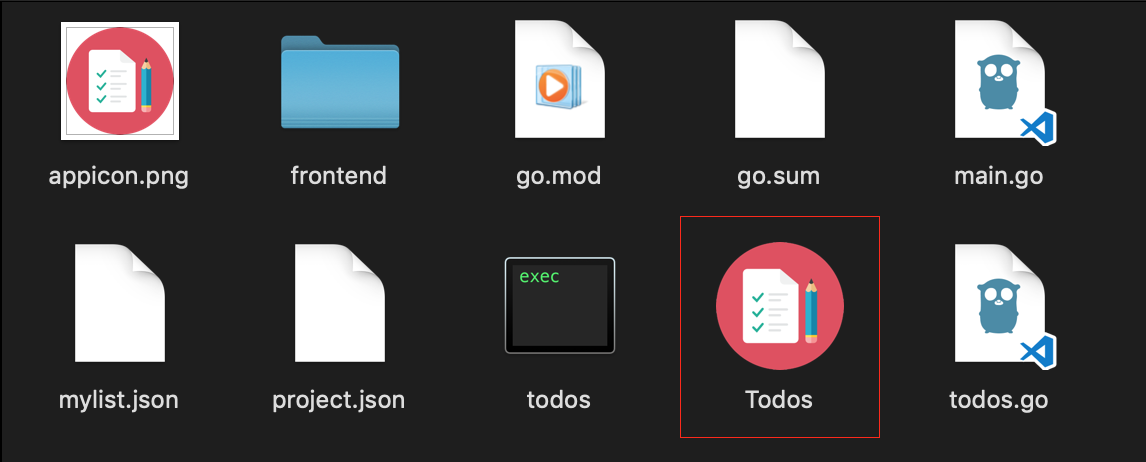 appicon.png
frontend
go.mod
go.sum
main.go
exec
mylist.json
project.json
todos
Todos
todos.go